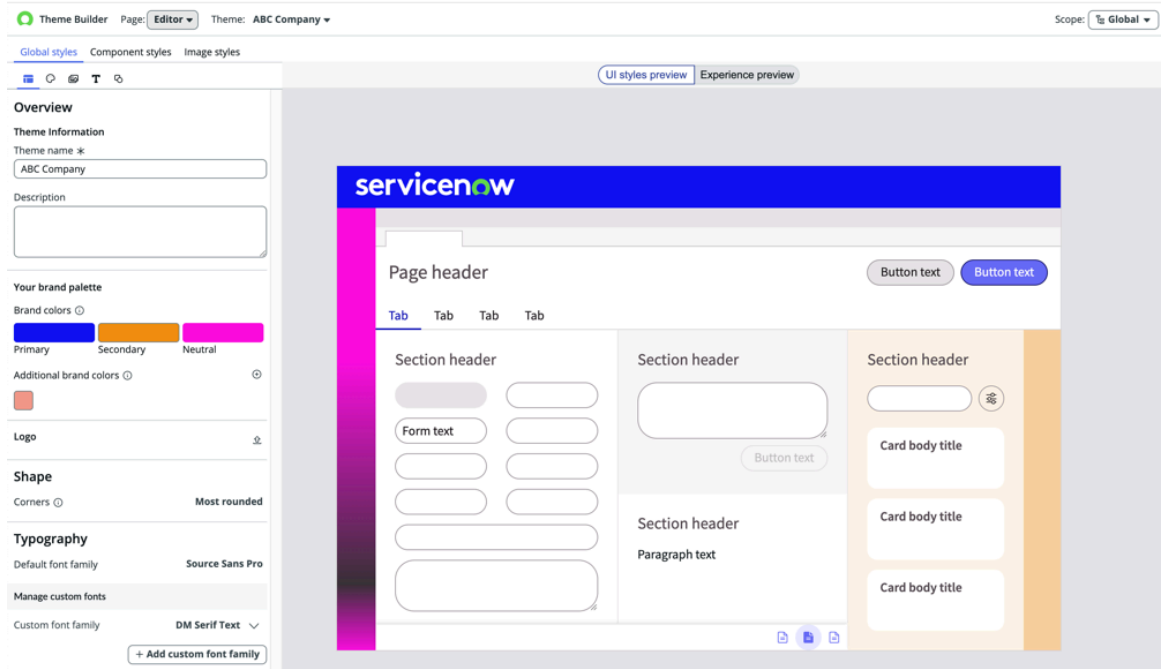 Theme Builder Page: Editor Theme: ABC Company Scope: Global
Global styles Component styles Image styles
UI styles preview Experience preview
Overview
Theme Information
Theme name *
ABC Company
Description
Your brand palette
Brand colors
Primary Secondary Neutral
Additional brand colors
Logo
Shape
Corners Most rounded
Typography
Default font family Source Sans Pro
Manage custom fonts
Custom font family DM Serif Text
+ Add custom font family
servicenow
Page header Button text Button text
Tab Tab Tab Tab
Section header
Form text
Section header
Button text
Section header
Paragraph text
Section header
Card body title
Card body title
Card body title